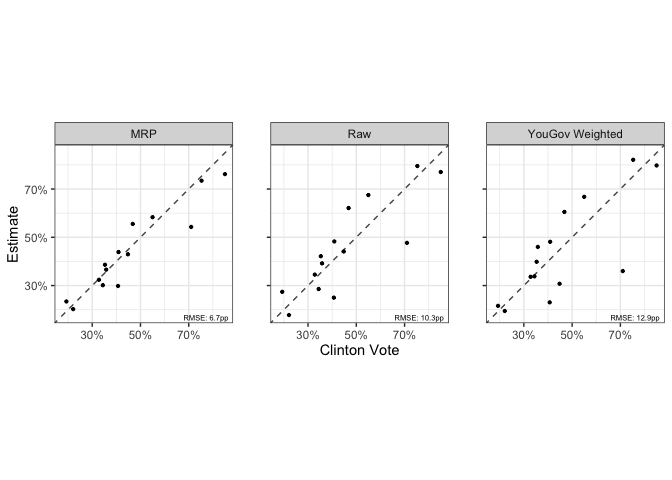 MRP
Raw
YouGov Weighted
Estimate
70%
50%
30%
RMSE: 6.7pp
RMSE: 10.3pp
RMSE: 12.9pp
30%
50%
70%
30%
50%
70%
30%
50%
70%
Clinton Vote